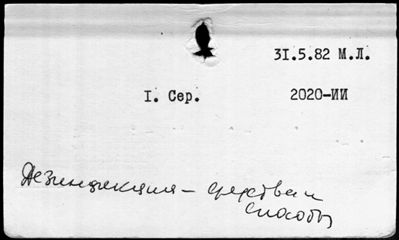 31.5.82 М.Л.
I. Сер. 2020-ИИ
Дезинфекция – средства и
способы